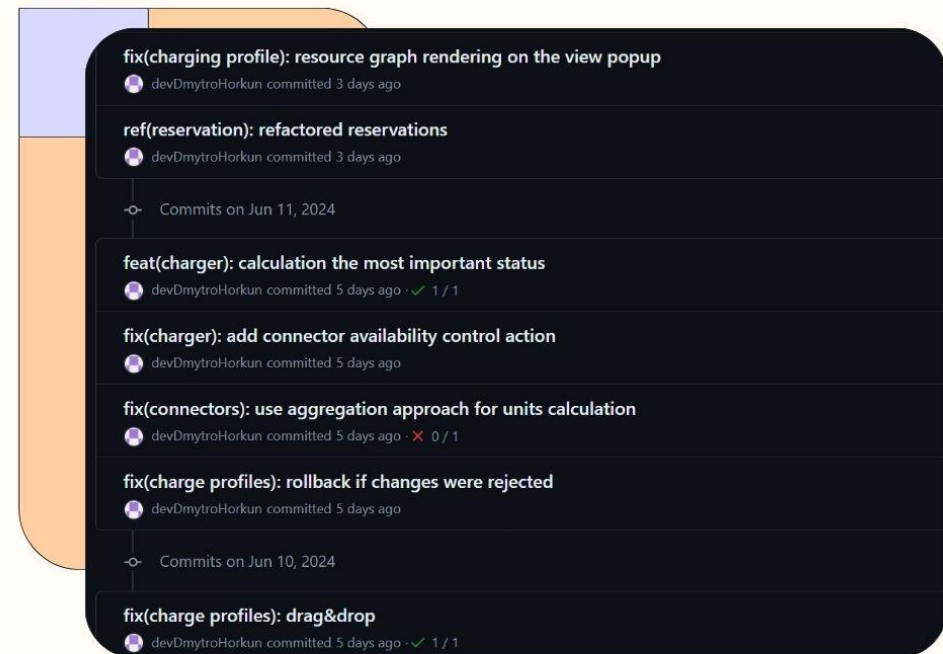 fix(charging profile): resource graph rendering on the view popup
devDmytroHorkun committed 3 days ago
ref(reservation): refactored reservations
devDmytroHorkun committed 3 days ago
Commits on Jun 11, 2024
feat(charger): calculation the most important status
devDmytroHorkun committed 5 days ago · ✓ 1 / 1
fix(charger): add connector availability control action
devDmytroHorkun committed 5 days ago
fix(connectors): use aggregation approach for units calculation
devDmytroHorkun committed 5 days ago · ✕ 0 / 1
fix(charge profiles): rollback if changes were rejected
devDmytroHorkun committed 5 days ago
Commits on Jun 10, 2024
fix(charge profiles): drag&drop
devDmytroHorkun committed 5 days ago · ✓ 1 / 1